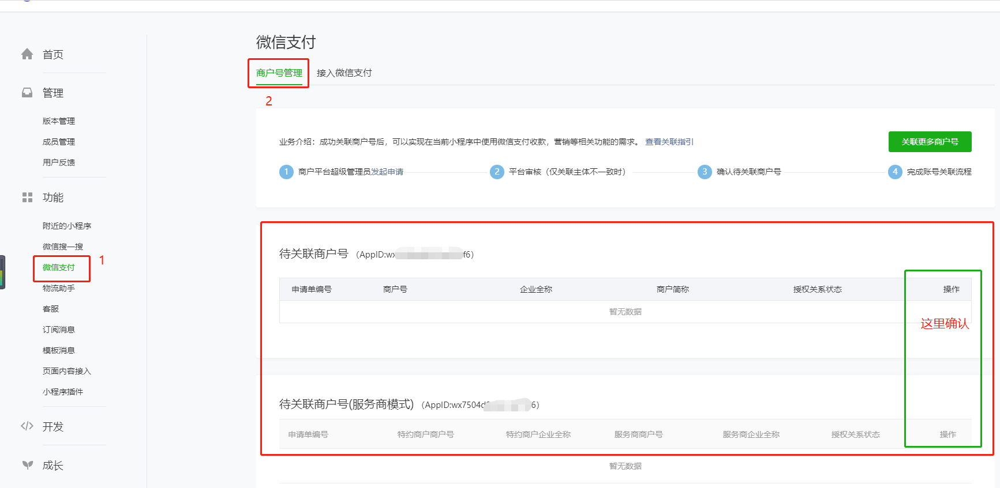 首页
管理
版本管理
成员管理
用户反馈
功能
附近的小程序
微信搜一搜
微信支付
1
物流助手
客服
订阅消息
模板消息
页面内容接入
小程序插件
开发
成长
微信支付
商户号管理 接入微信支付
2
业务介绍：成功关联商户号后，可以实现在当前小程序中使用微信支付收款，营销等相关功能的需求。 查看关联指引
关联更多商户号
1 商户平台超级管理员发起申请 2 平台审核（仅关联主体不一致时） 3 确认待关联商户号 4 完成账号关联流程
待关联商户号 （AppID:wx f6）
申请单编号 商户号 企业全称 商户简称 授权关系状态 操作
暂无数据
这里确认
待关联商户号(服务商模式) （AppID:wx7504d 6）
申请单编号 特约商户商户号 特约商户企业全称 服务商商户号 服务商企业全称 授权关系状态 操作
暂无数据